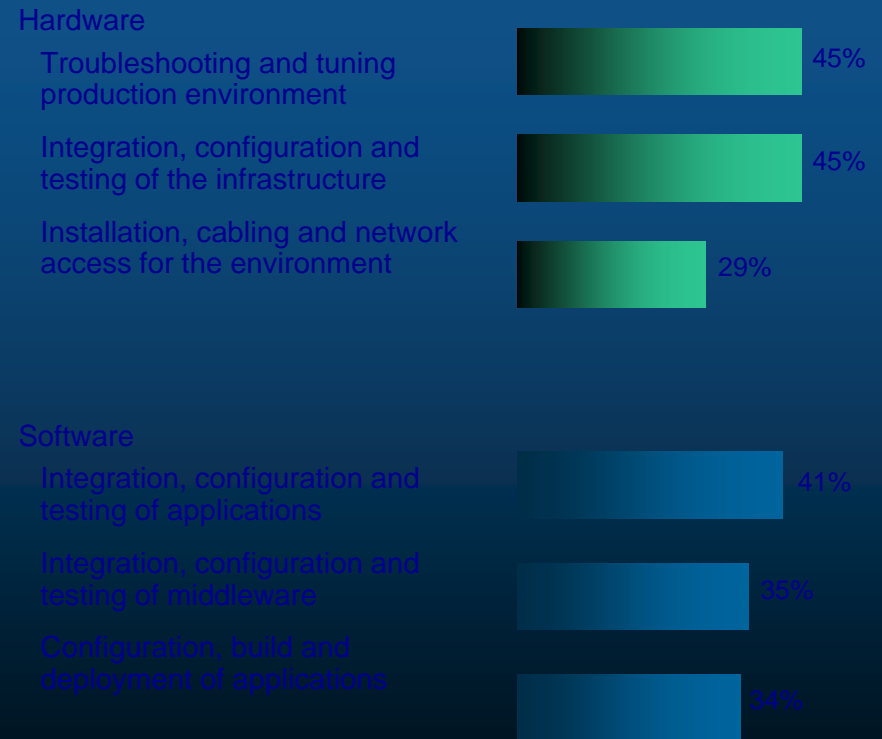 Hardware
Troubleshooting and tuning
production environment
45%
Integration, configuration and
testing of the infrastructure
45%
Installation, cabling and network
access for the environment
29%
Software
Integration, configuration and
testing of applications
41%
Integration, configuration and
testing of middleware
35%
Configuration, build and
deployment of applications
34%